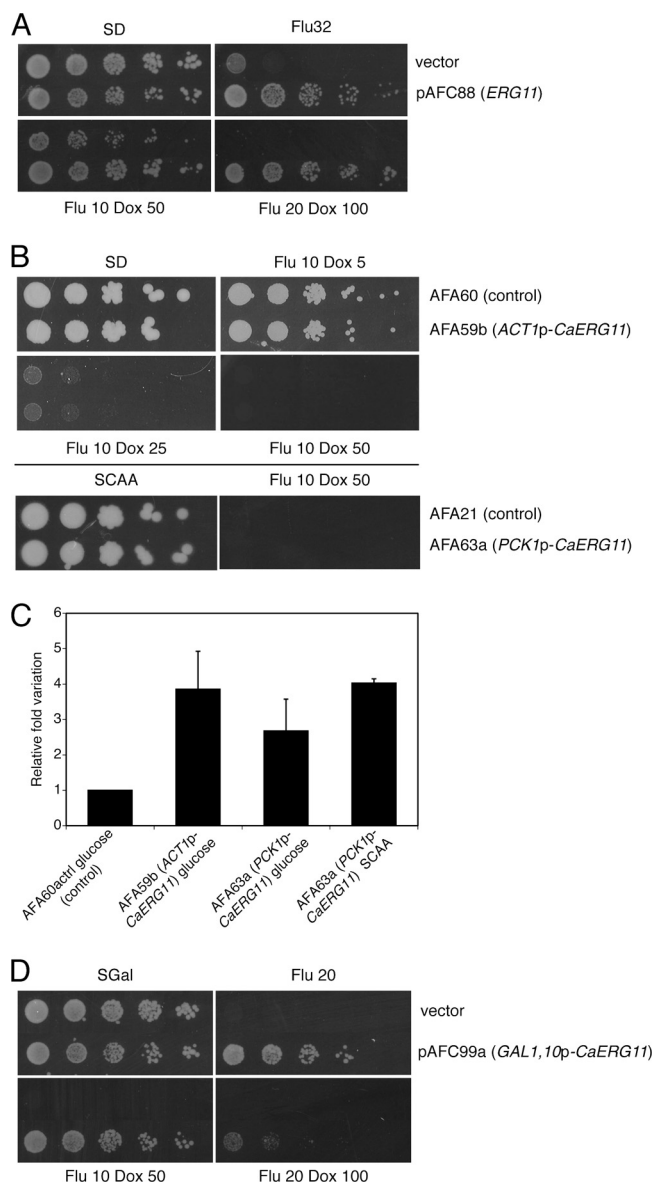 A
SD Flu32
vector
pAFC88 (ERG11)
Flu 10 Dox 50 Flu 20 Dox 100
B
SD Flu 10 Dox 5
AFA60 (control)
AFA59b (ACT1p-CaERG11)
Flu 10 Dox 25 Flu 10 Dox 50
SCAA Flu 10 Dox 50
AFA21 (control)
AFA63a (PCK1p-CaERG11)
C
Relative fold variation
6
5
4
3
2
1
0
AFA60actrl glucose
(control)
AFA59b (ACT1p-
CaERG11) glucose
AFA63a (PCK1p-
CaERG11) glucose
AFA63a (PCK1p-
CaERG11) SCAA
D
SGal Flu 20
vector
pAFC99a (GAL1,10p-CaERG11)
Flu 10 Dox 50 Flu 20 Dox 100